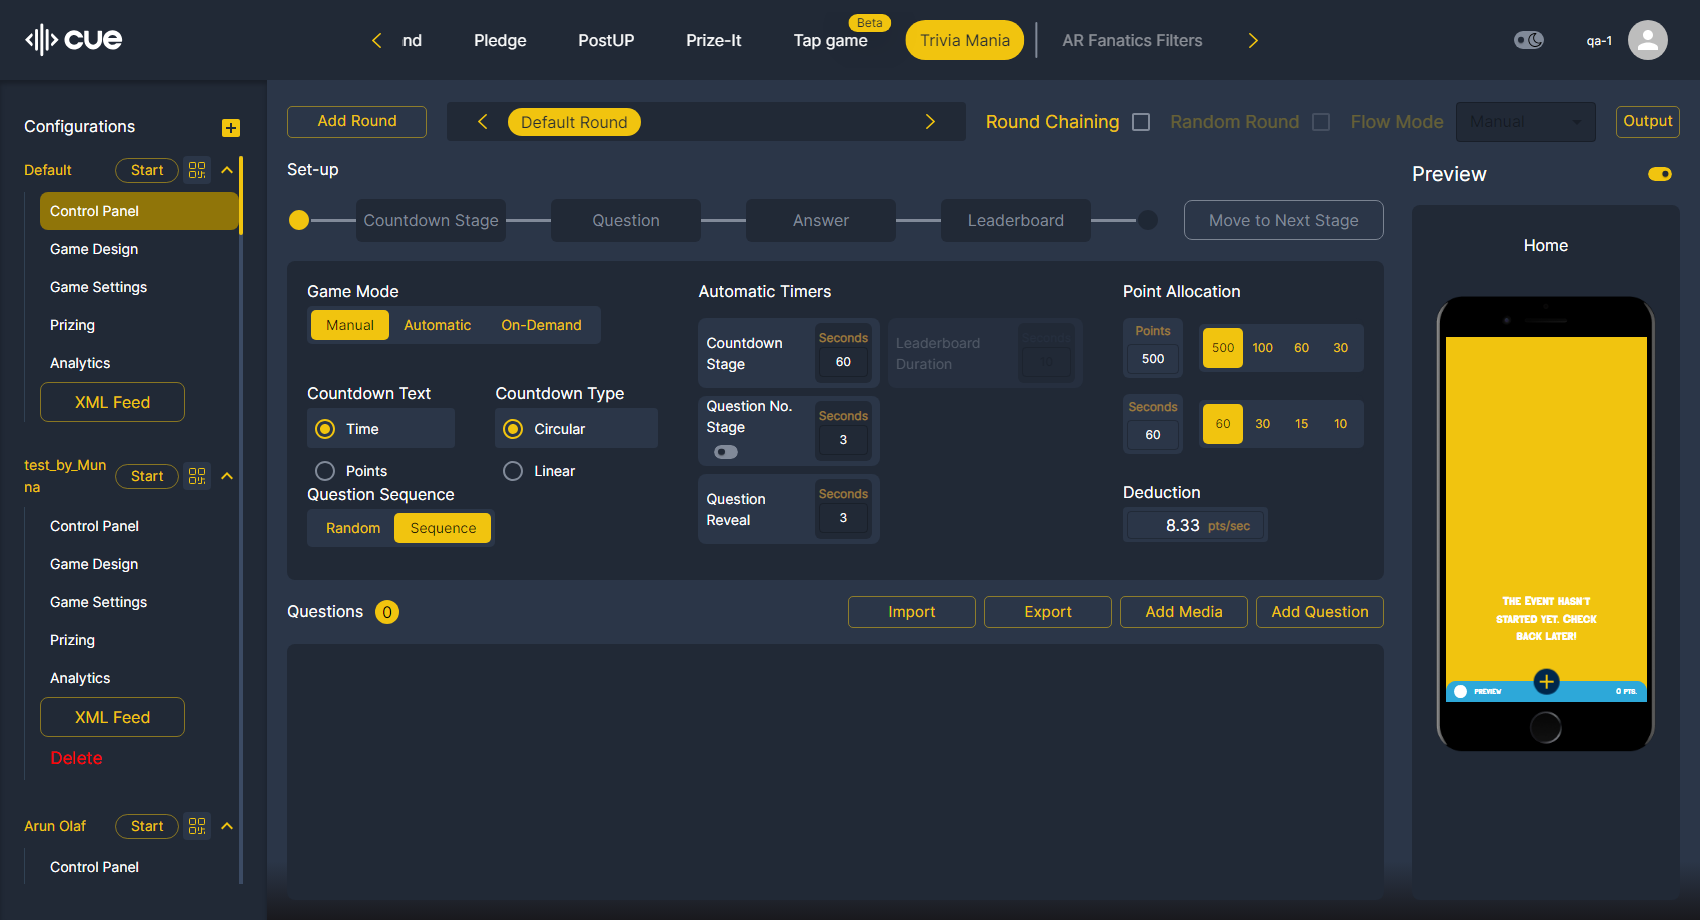 cue
nd
Pledge
PostUP
Prize-It
Tap game
Beta
Trivia Mania
AR Fanatics Filters
qa-1
Configurations
Default
Start
Control Panel
Game Design
Game Settings
Prizing
Analytics
XML Feed
test_by_Mun
na
Start
Control Panel
Game Design
Game Settings
Prizing
Analytics
XML Feed
Delete
Arun Olaf
Start
Control Panel
Add Round
Default Round
Round Chaining
Random Round
Flow Mode
Manual
Output
Set-up
Countdown Stage
Question
Answer
Leaderboard
Move to Next Stage
Game Mode
Manual
Automatic
On-Demand
Countdown Text
Time
Points
Countdown Type
Circular
Linear
Question Sequence
Random
Sequence
Automatic Timers
Countdown
Stage
Seconds
60
Leaderboard
Duration
Seconds
10
Question No.
Stage
Seconds
3
Question
Reveal
Seconds
3
Point Allocation
Points
500
500
100
60
30
Seconds
60
60
30
15
10
Deduction
8.33 pts/sec
Questions
0
Import
Export
Add Media
Add Question
Preview
Home
The Event hasn't
started yet. Check
back later!
PREVIEW
0 PTS.